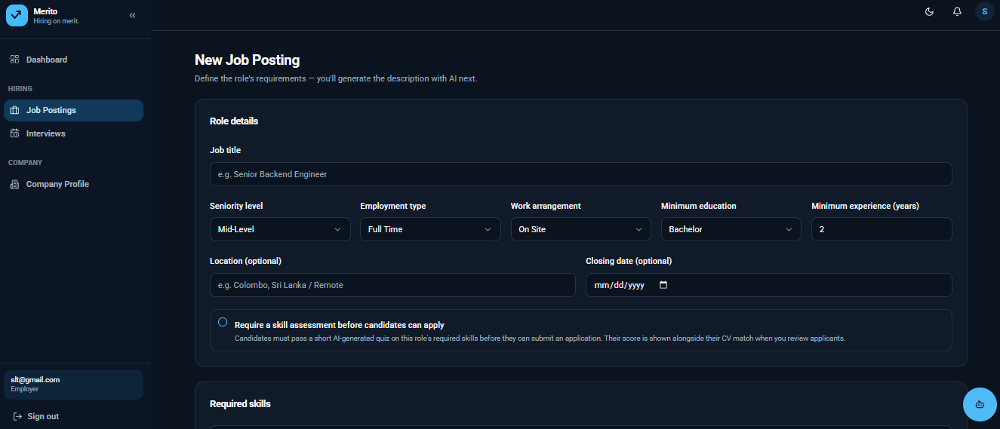 Merito
Hiring on merit.
S
Dashboard
HIRING
Job Postings
Interviews
COMPANY
Company Profile
slt@gmail.com
Employer
Sign out
New Job Posting
Define the role's requirements — you'll generate the description with AI next.
Role details
Job title
e.g. Senior Backend Engineer
Seniority level
Employment type
Work arrangement
Minimum education
Minimum experience (years)
Mid-Level
Full Time
On Site
Bachelor
2
Location (optional)
Closing date (optional)
e.g. Colombo, Sri Lanka / Remote
mm/dd/yyyy
Require a skill assessment before candidates can apply
Candidates must pass a short AI-generated quiz on this role's required skills before they can submit an application. Their score is shown alongside their CV match when you review applicants.
Required skills